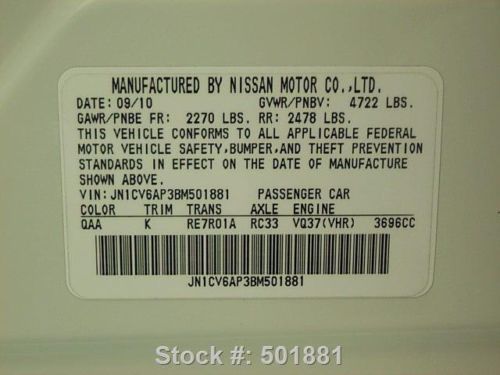 MANUFACTURED BY NISSAN MOTOR CO.,LTD.
DATE: 09/10 GVWR/PNBV: 4722 LBS.
GAWR/PNBE FR: 2270 LBS. RR: 2478 LBS.
THIS VEHICLE CONFORMS TO ALL APPLICABLE FEDERAL
MOTOR VEHICLE SAFETY,BUMPER,AND THEFT PREVENTION
STANDARDS IN EFFECT ON THE DATE OF MANUFACTURE
SHOWN ABOVE.
VIN: JN1CV6AP3BM501881 PASSENGER CAR
COLOR TRIM TRANS AXLE ENGINE
QAA K RE7R01A RC33 VQ37(VHR) 3696CC
JN1CV6AP3BM501881
Stock #: 501881